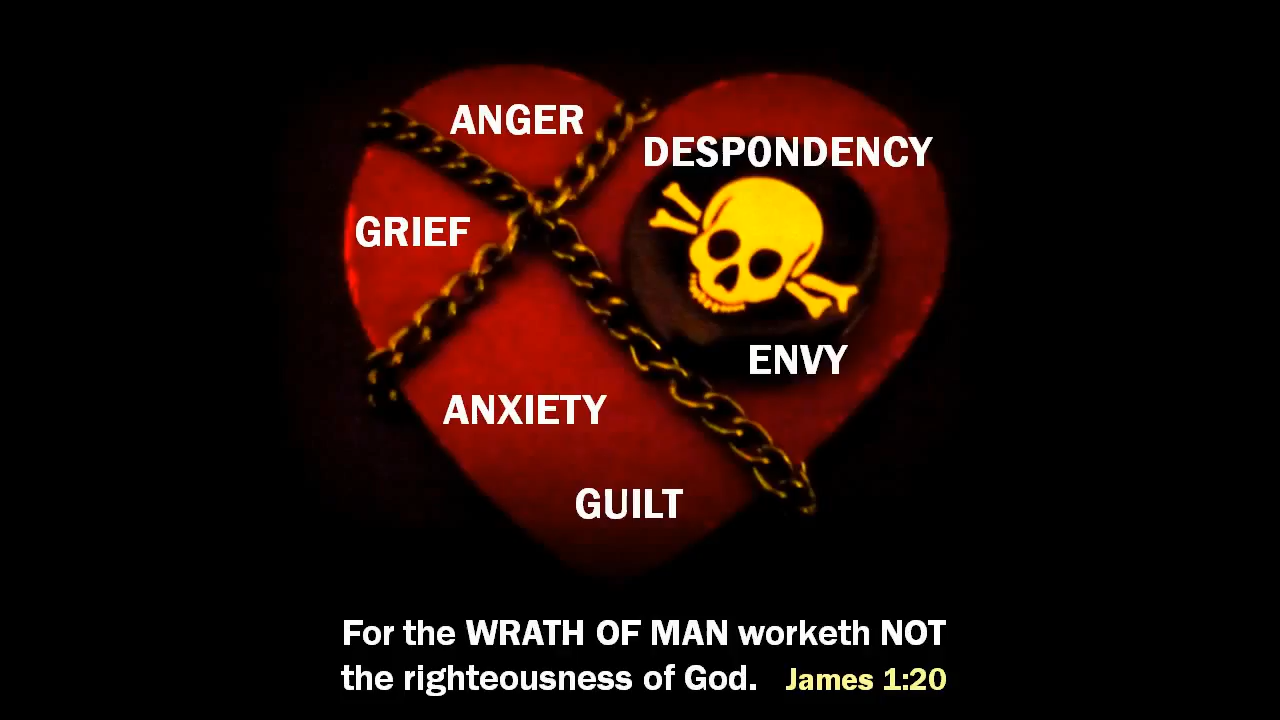 ANGER
DESPONDENCY
GRIEF
ENVY
ANXIETY
GUILT
For the WRATH OF MAN worketh NOT
the righteousness of God. James 1:20